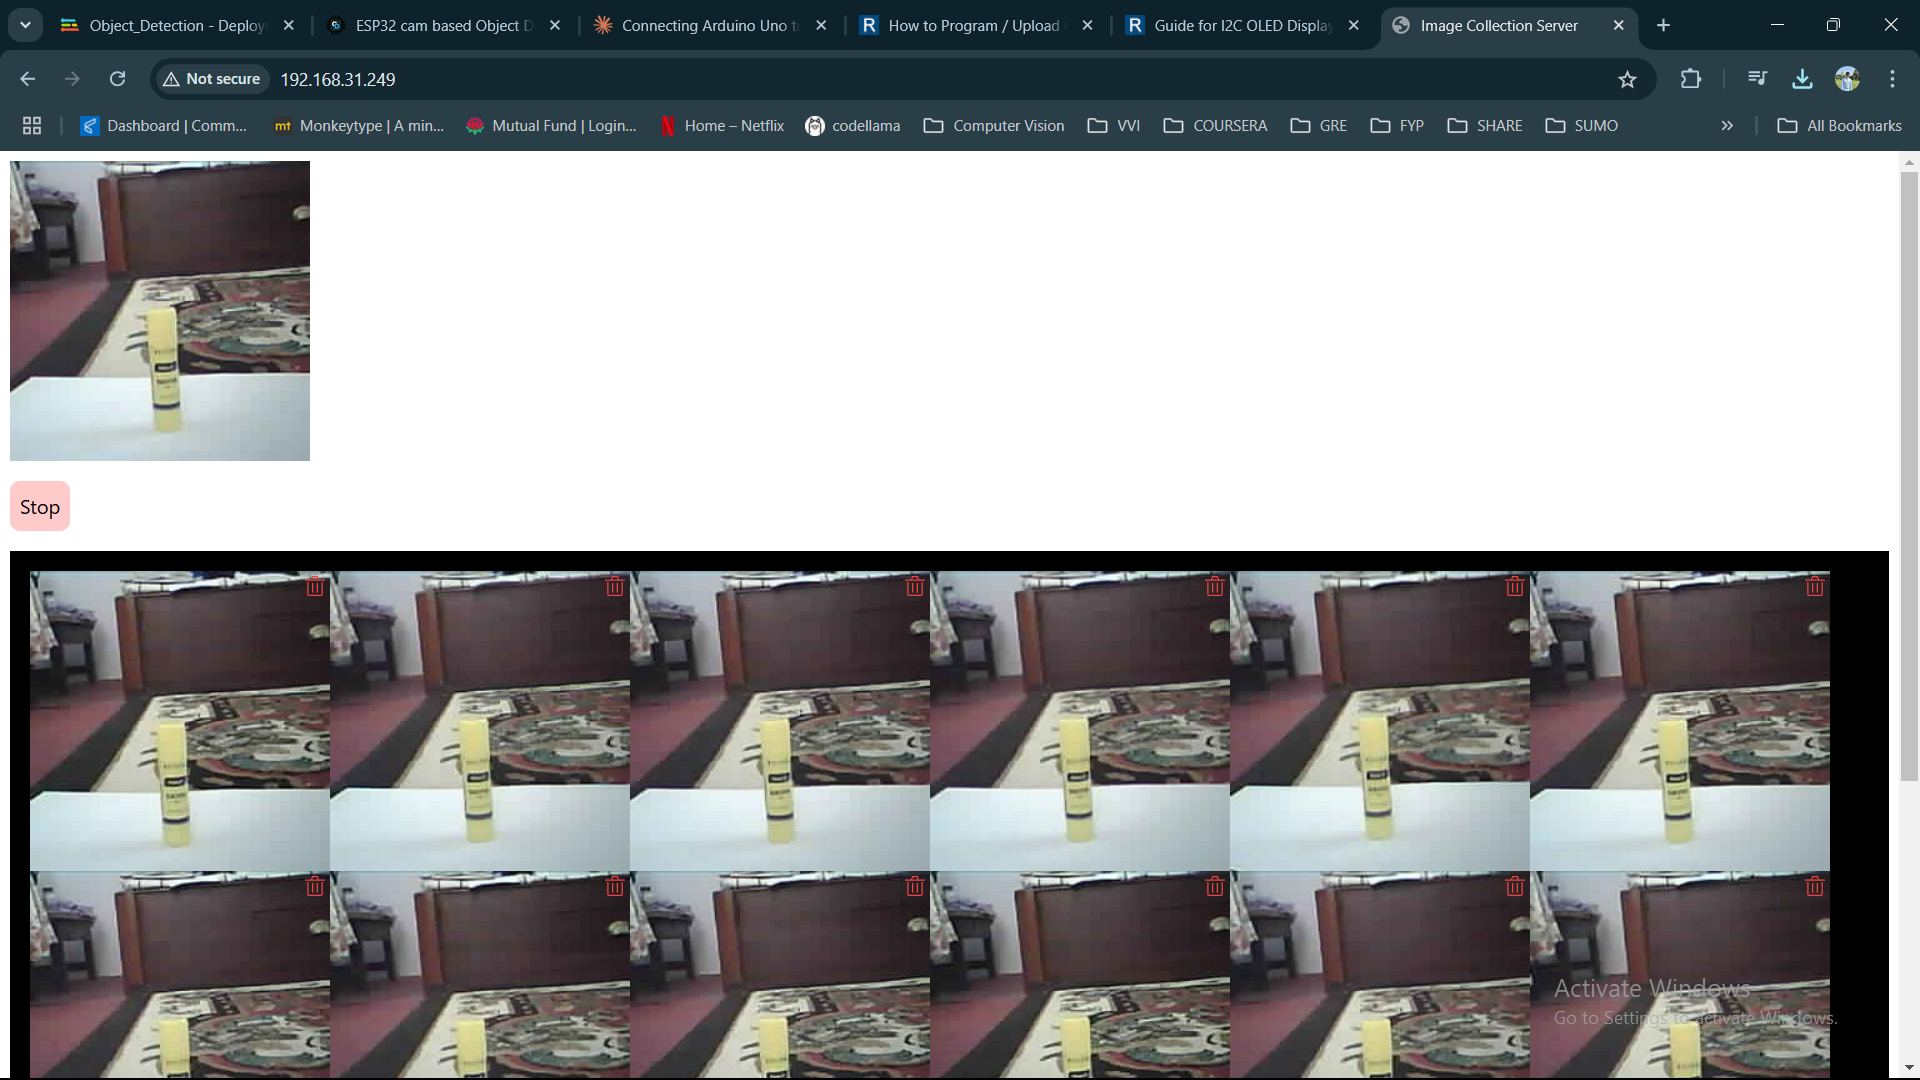 Object_Detection - Deploy
ESP32 cam based Object D
Connecting Arduino Uno t
How to Program / Upload
Guide for I2C OLED Displa
Image Collection Server
Not secure
192.168.31.249
Dashboard | Comm...
mt
Monkeytype | A min...
Mutual Fund | Login...
Home – Netflix
codellama
Computer Vision
VVI
COURSERA
GRE
FYP
SHARE
SUMO
All Bookmarks
Stop
Activate Windows
Go to Settings to activate Windows.